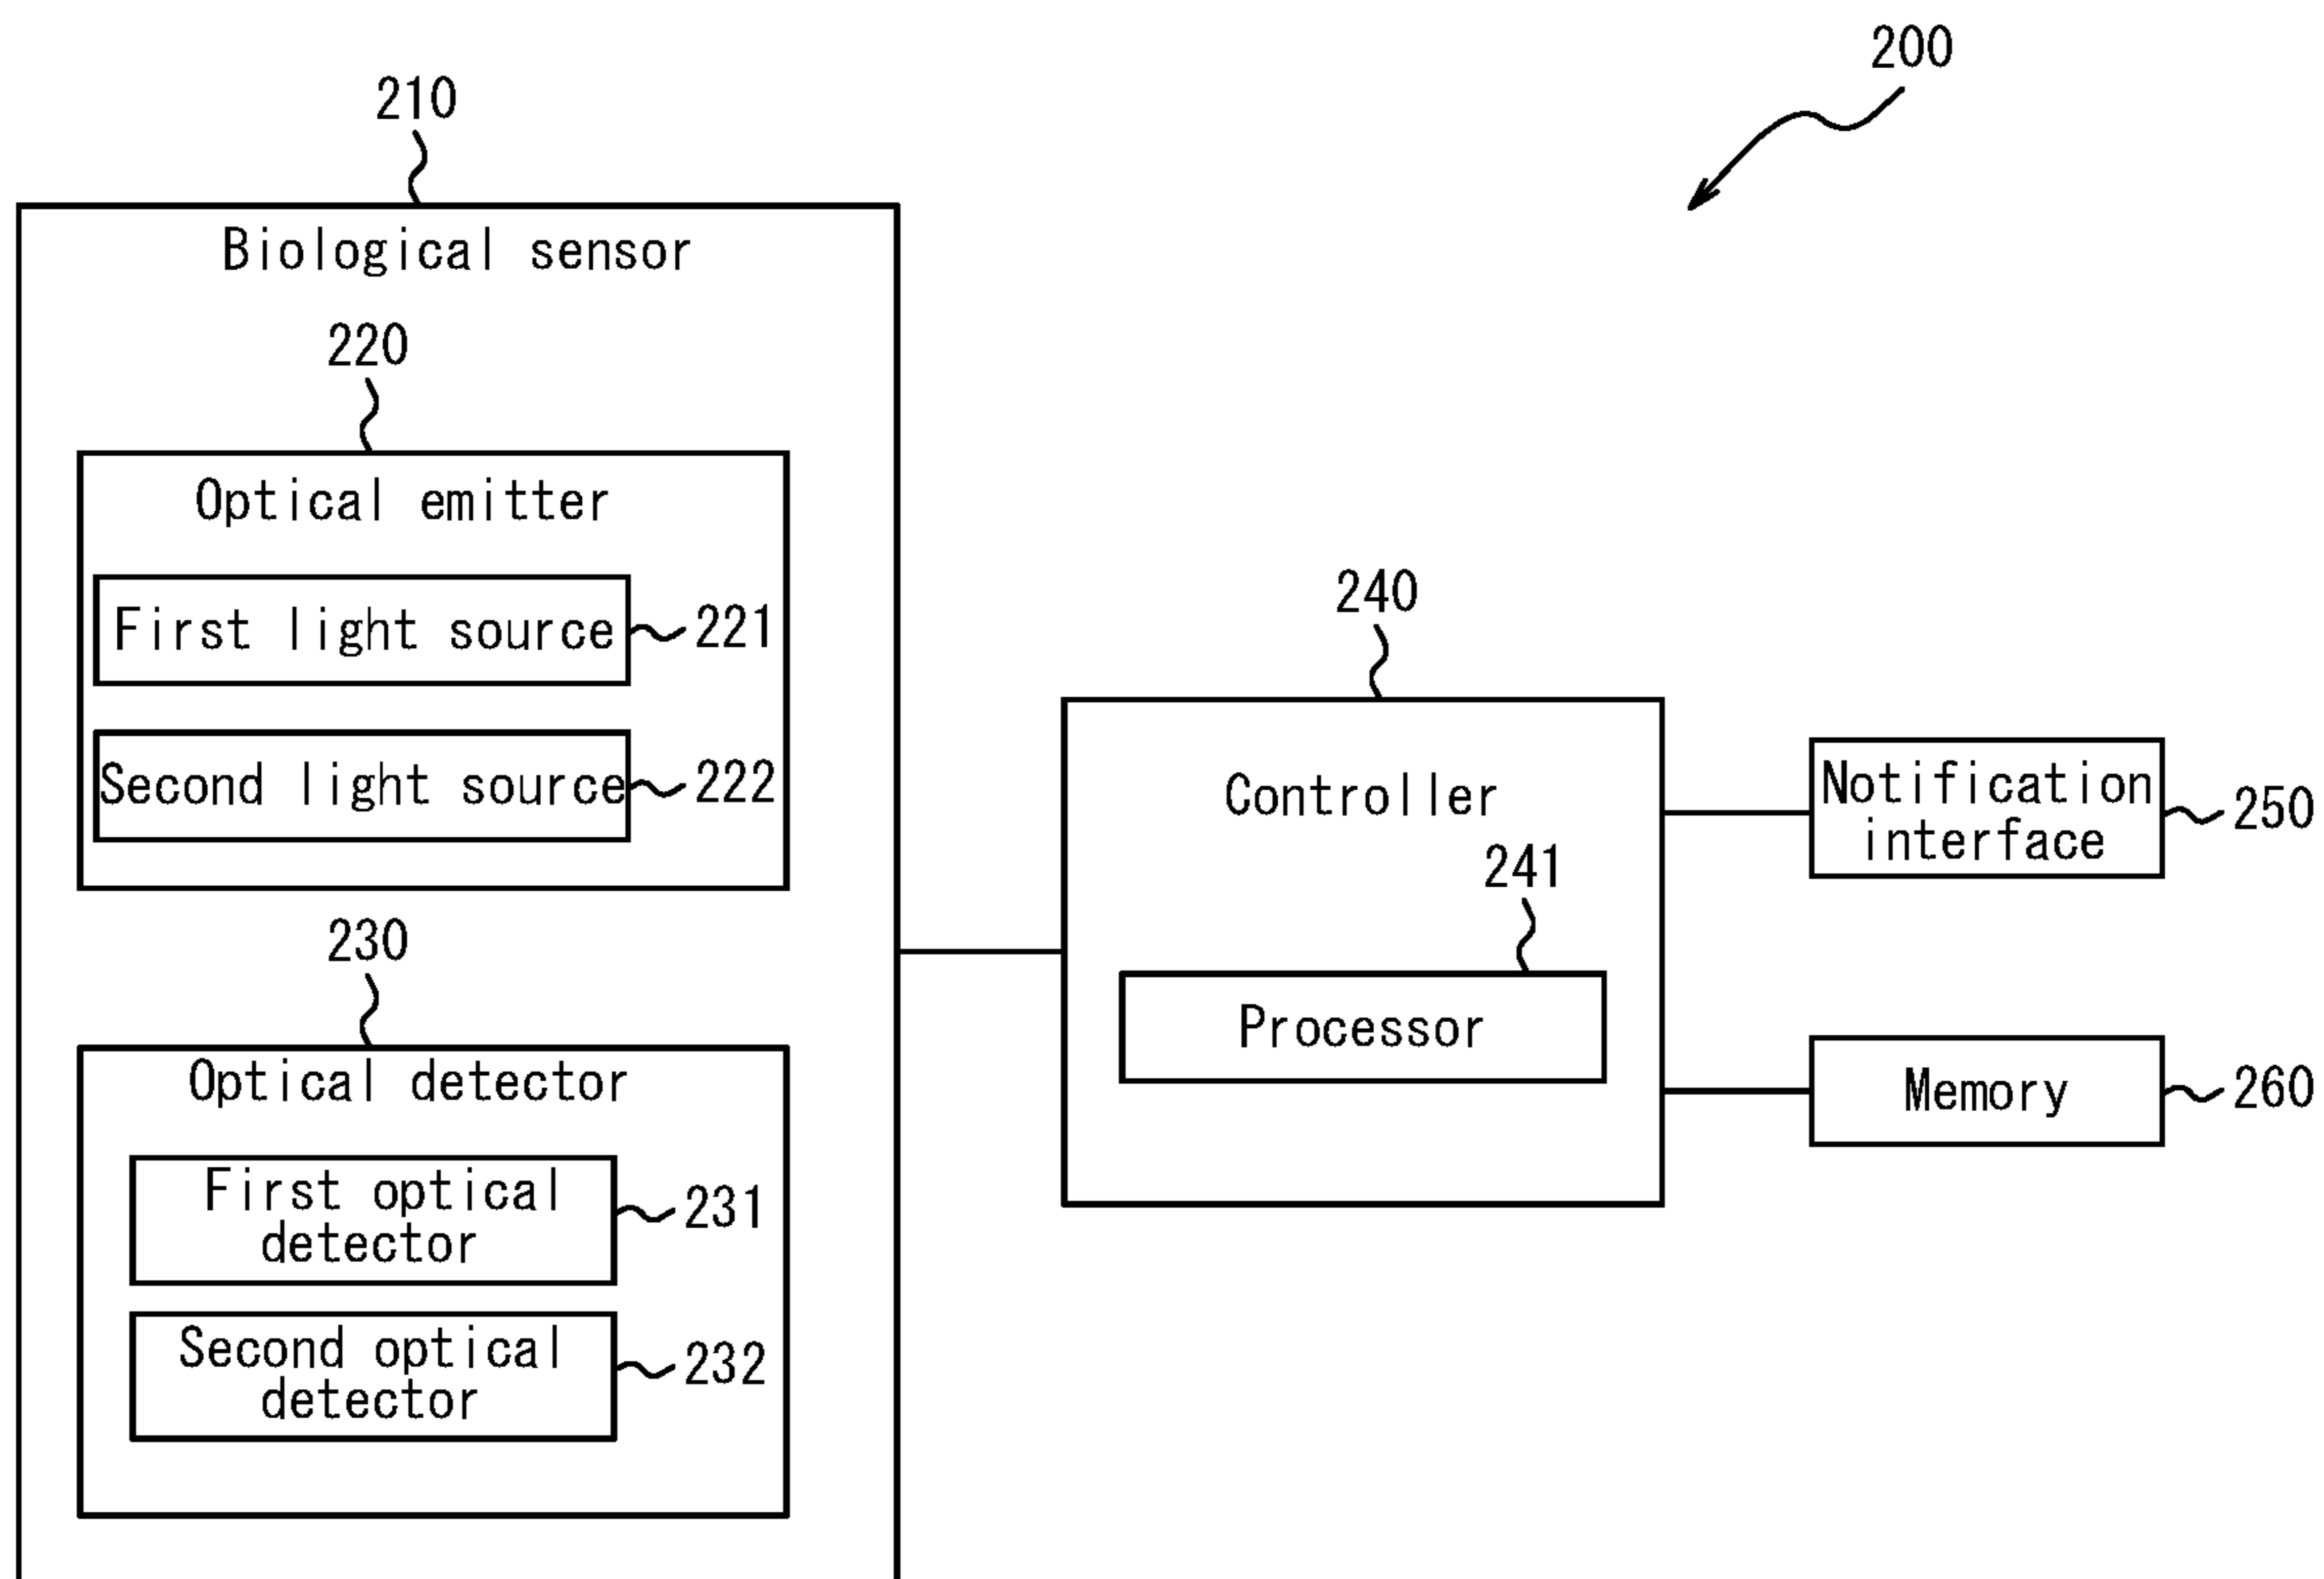 200
210
Biological sensor
220
Optical emitter
First light source
221
Second light source
222
230
Optical detector
First optical
detector
231
Second optical
detector
232
240
Controller
241
Processor
Notification
interface
250
Memory
260